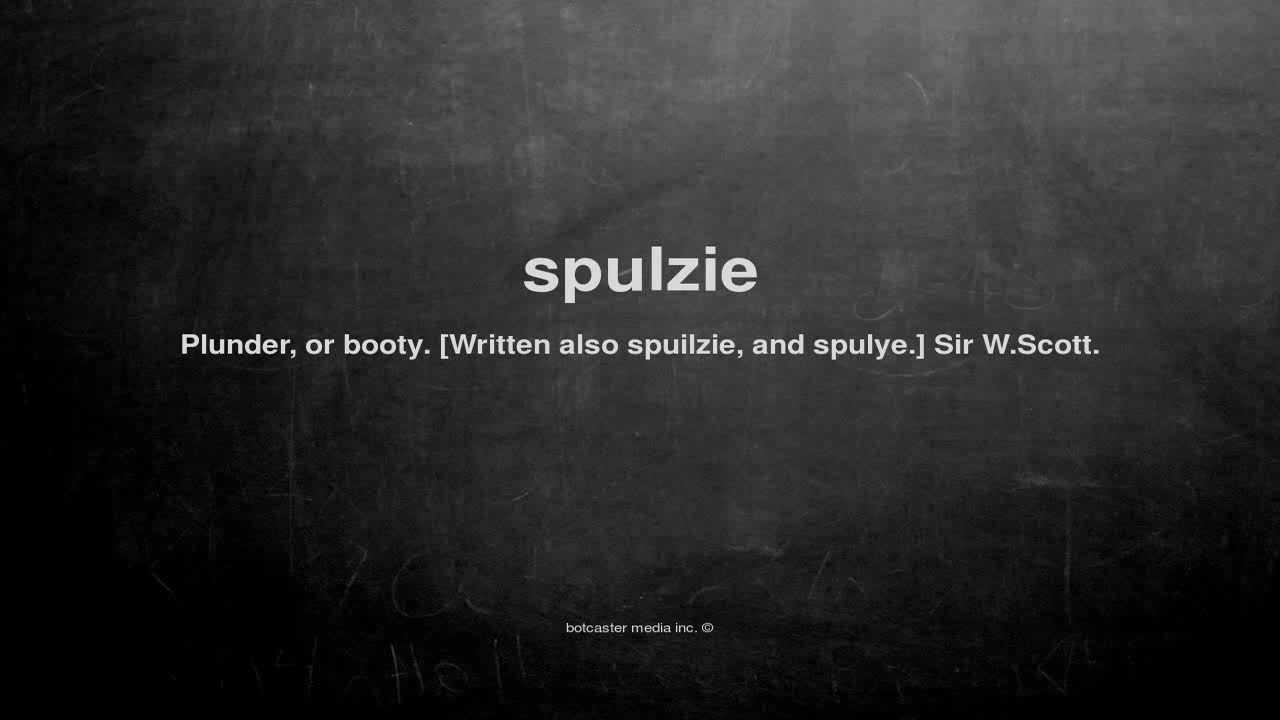 spulzie
Plunder, or booty. [Written also spuilzie, and spulye.] Sir W.Scott.
botcaster media inc. ©